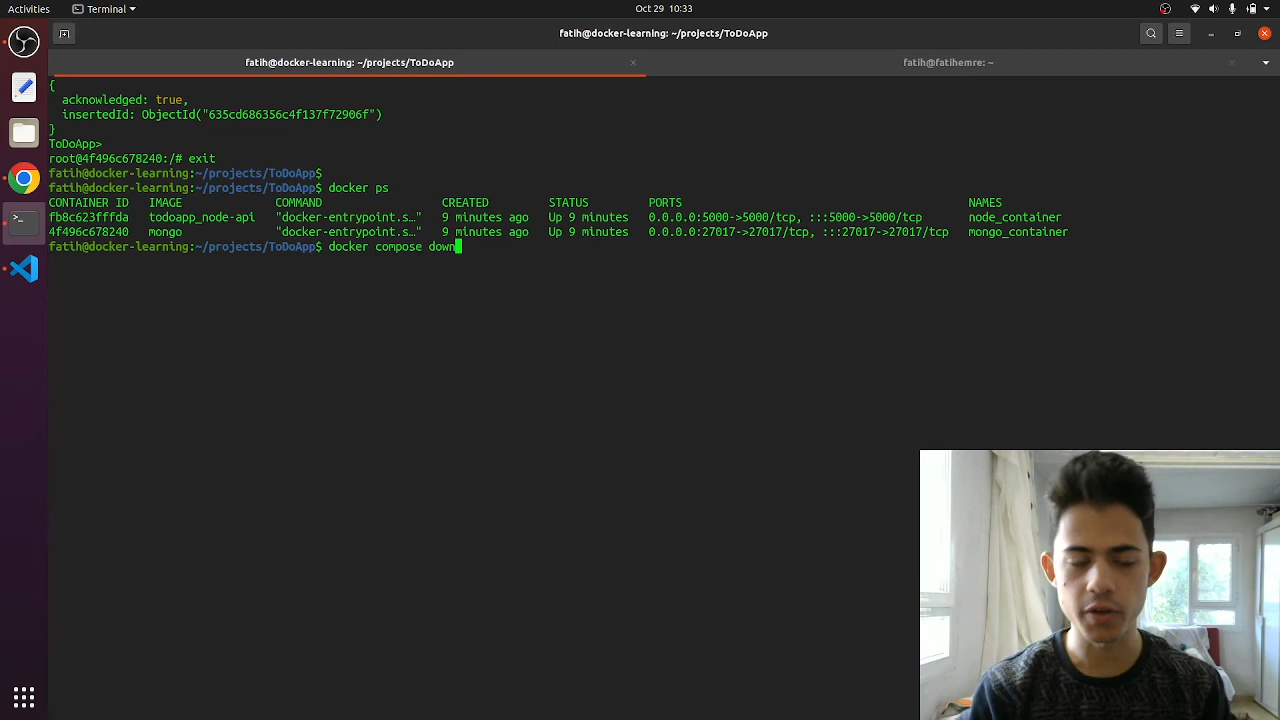 Activities Terminal Oct 29 10:33
fatih@docker-learning: ~/projects/ToDoApp
fatih@docker-learning: ~/projects/ToDoApp × fatih@fatihemre: ~ ×
{
acknowledged: true,
insertedId: ObjectId("635cd686356c4f137f72906f")
}
ToDoApp>
root@4f496c678240:/# exit
fatih@docker-learning:~/projects/ToDoApp$
fatih@docker-learning:~/projects/ToDoApp$ docker ps
CONTAINER ID IMAGE COMMAND CREATED STATUS PORTS NAMES
fb8c623fffda todoapp_node-api "docker-entrypoint.s…" 9 minutes ago Up 9 minutes 0.0.0.0:5000->5000/tcp, :::5000->5000/tcp node_container
4f496c678240 mongo "docker-entrypoint.s…" 9 minutes ago Up 9 minutes 0.0.0.0:27017->27017/tcp, :::27017->27017/tcp mongo_container
fatih@docker-learning:~/projects/ToDoApp$ docker compose down